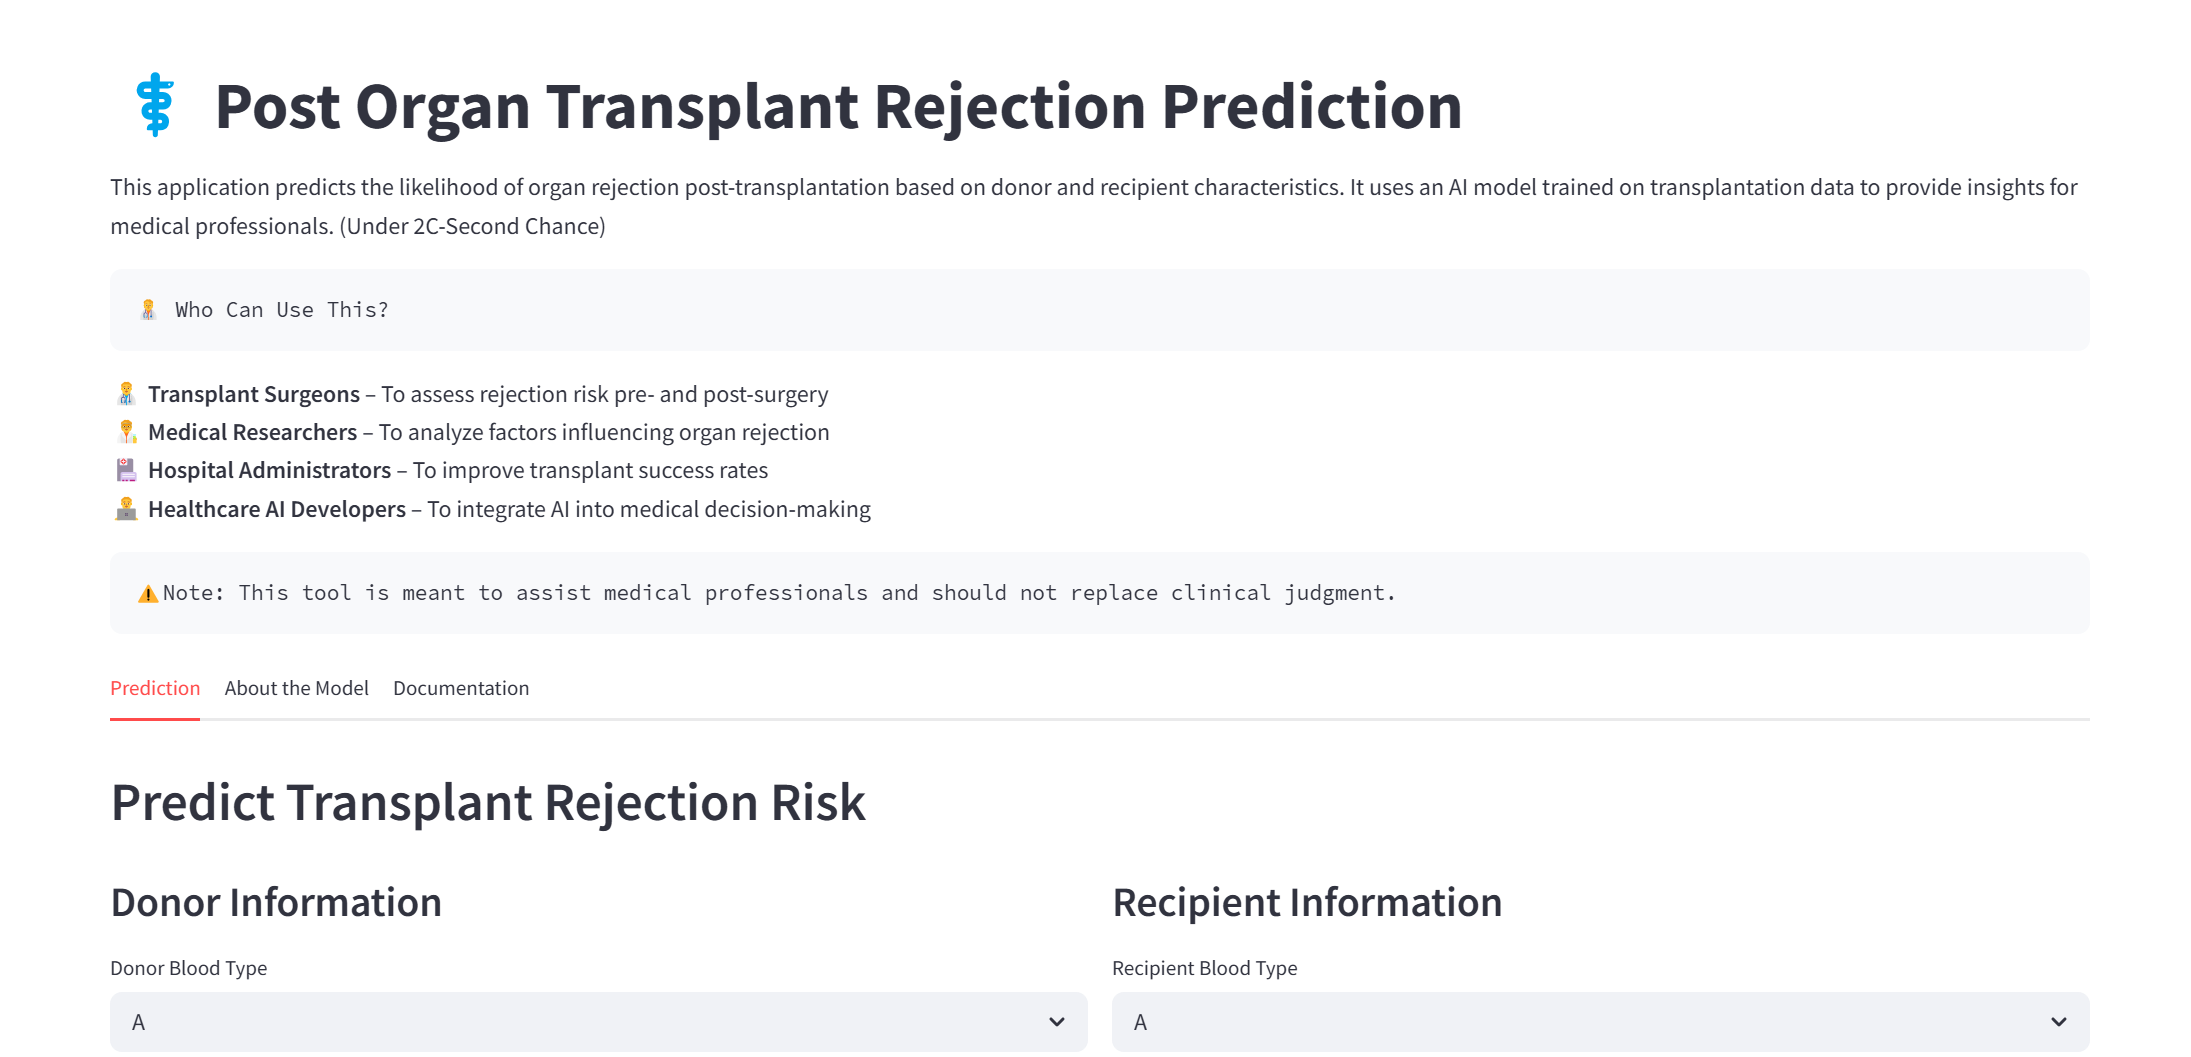 Post Organ Transplant Rejection Prediction
This application predicts the likelihood of organ rejection post-transplantation based on donor and recipient characteristics. It uses an AI model trained on transplantation data to provide insights for
medical professionals. (Under 2C-Second Chance)
Who Can Use This?
Transplant Surgeons – To assess rejection risk pre- and post-surgery
Medical Researchers – To analyze factors influencing organ rejection
Hospital Administrators – To improve transplant success rates
Healthcare AI Developers – To integrate AI into medical decision-making
Note: This tool is meant to assist medical professionals and should not replace clinical judgment.
Prediction About the Model Documentation
Predict Transplant Rejection Risk
Donor Information
Donor Blood Type
A
Recipient Information
Recipient Blood Type
A